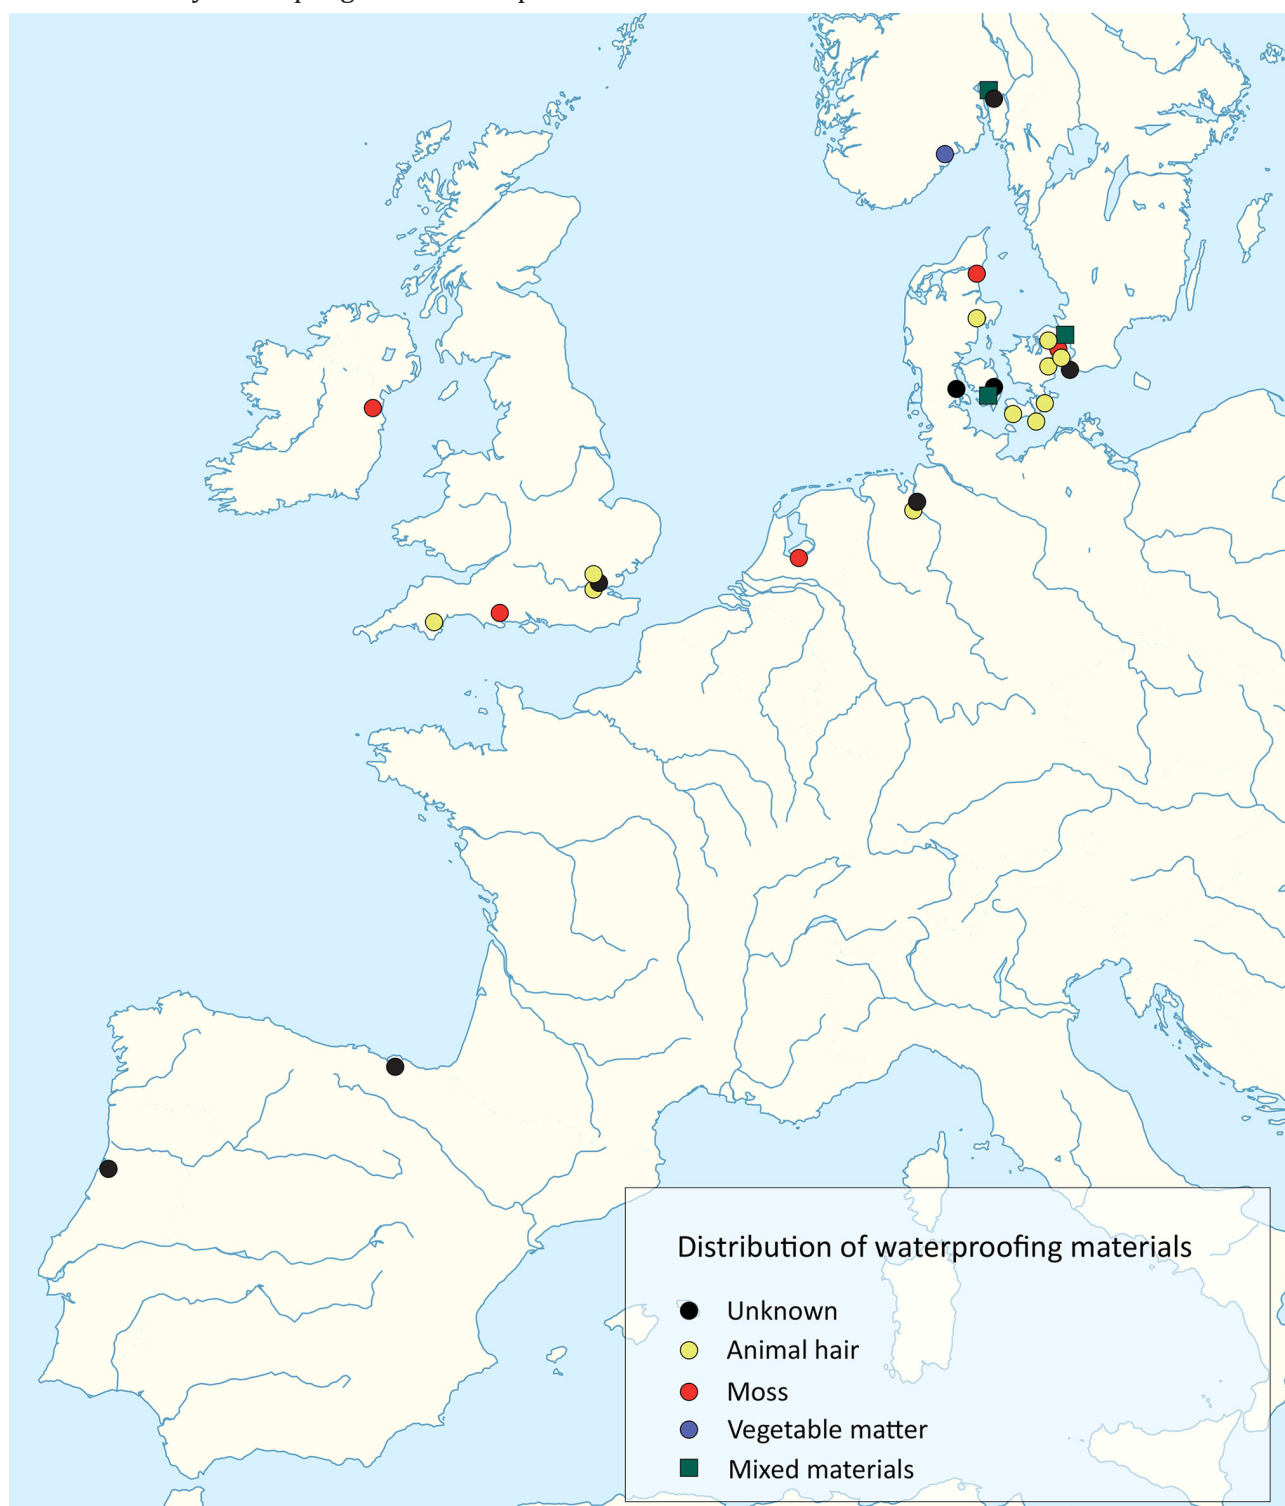 Distribution of waterproofing materials
Unknown
Animal hair
Moss
Vegetable matter
Mixed materials